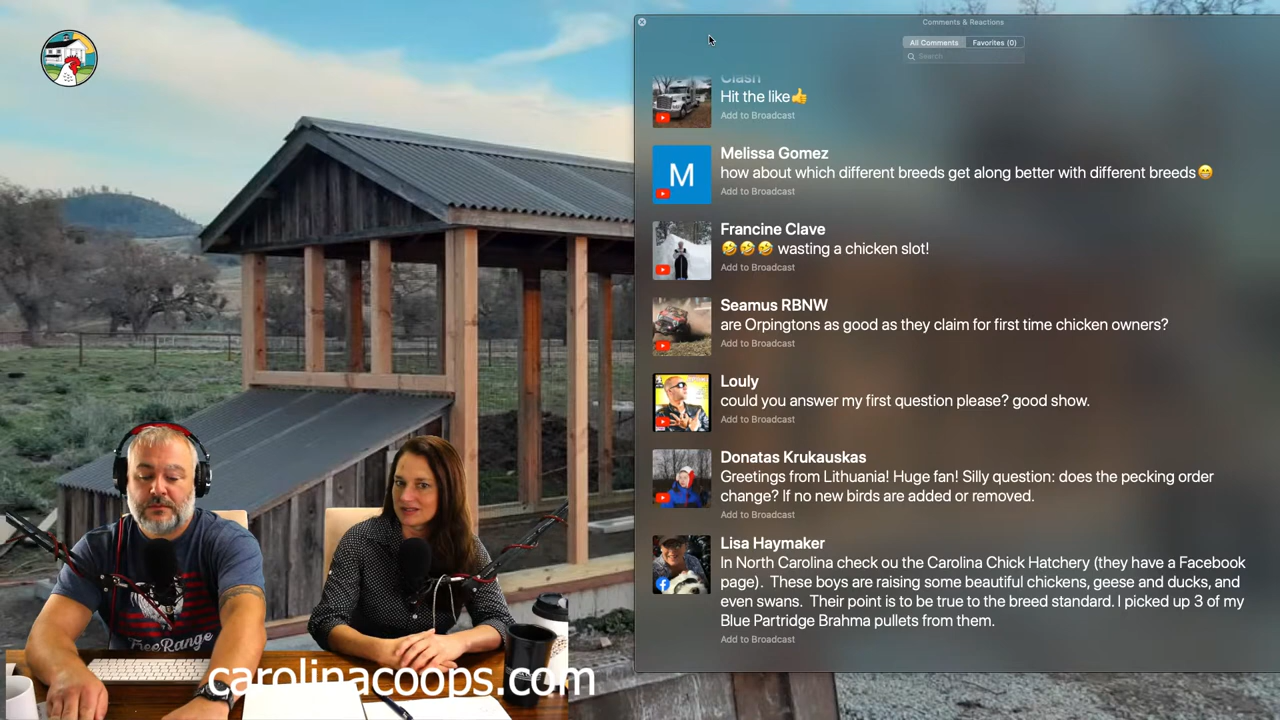 Comments & Reactions
All Comments
Favorites (0)
Search
Clash
Hit the like👍
Add to Broadcast
M
Melissa Gomez
how about which different breeds get along better with different breeds😁
Add to Broadcast
Francine Clave
🤣🤣🤣 wasting a chicken slot!
Add to Broadcast
Seamus RBNW
are Orpingtons as good as they claim for first time chicken owners?
Add to Broadcast
Louly
could you answer my first question please? good show.
Add to Broadcast
Donatas Krukauskas
Greetings from Lithuania! Huge fan! Silly question: does the pecking order
change? If no new birds are added or removed.
Add to Broadcast
Lisa Haymaker
In North Carolina check ou the Carolina Chick Hatchery (they have a Facebook
page). These boys are raising some beautiful chickens, geese and ducks, and
even swans. Their point is to be true to the breed standard. I picked up 3 of my
Blue Partridge Brahma pullets from them.
Add to Broadcast
FreeRange
carolinacoops.com